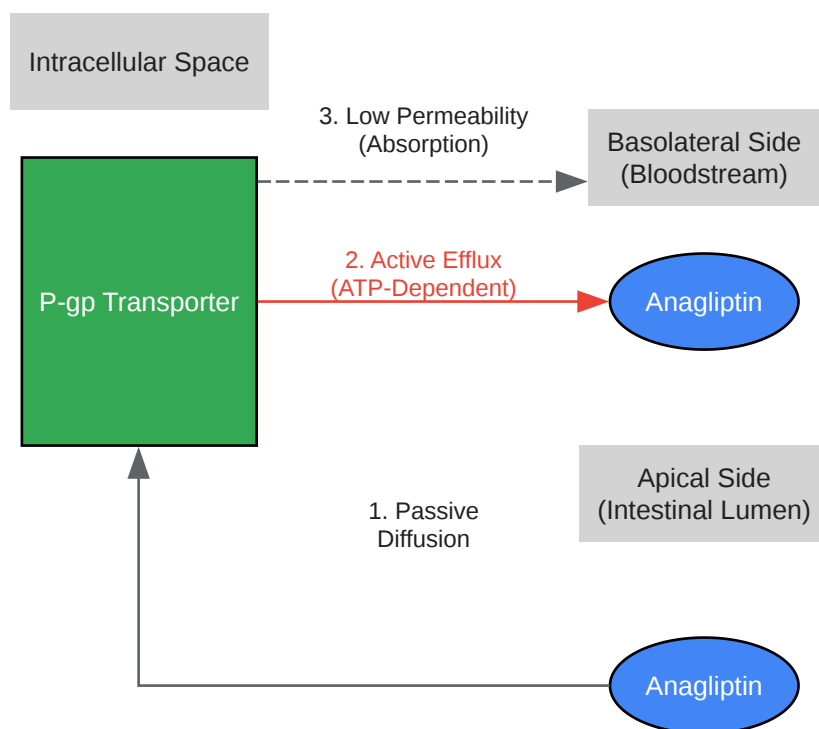 Intracellular Space
3. Low Permeability
(Absorption)
Basolateral Side
(Bloodstream)
P-gp Transporter
2. Active Efflux
(ATP-Dependent)
Anagliptin
Apical Side
(Intestinal Lumen)
1. Passive
Diffusion
Anagliptin